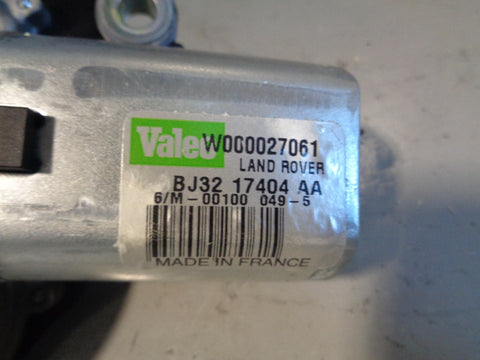 Valeo W000027061
LAND ROVER
BJ32 17404 AA
6/M-00100 049-5
MADE IN FRANCE